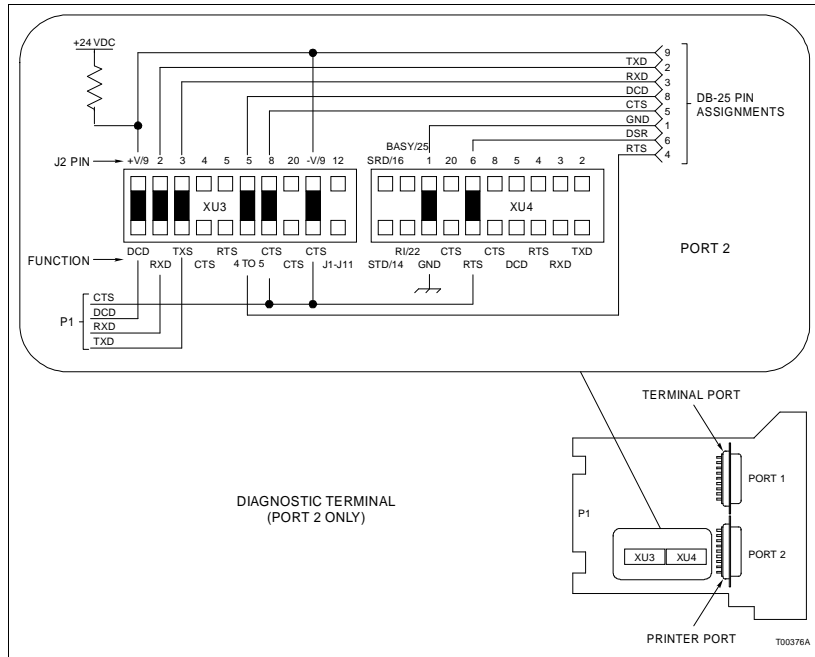 +24 VDC
9
TXD 2
RXD 3
DCD 8
CTS 5
GND 1
DSR 6
RTS 4
DB-25 PIN
ASSIGNMENTS
BASY/25
J2 PIN +V/9 2 3 4 5 5 8 20 -V/9 12 SRD/16 1 20 6 8 5 4 3 2
XU3 XU4
PORT 2
FUNCTION
DCD TXS RTS CTS CTS RI/22 CTS CTS RTS TXD
RXD CTS 4 TO 5 CTS J1-J11 STD/14 GND RTS DCD RXD
P1
CTS
DCD
RXD
TXD
TERMINAL PORT
DIAGNOSTIC TERMINAL
(PORT 2 ONLY)
PORT 1
P1
XU3 XU4
PORT 2
PRINTER PORT
T00376A